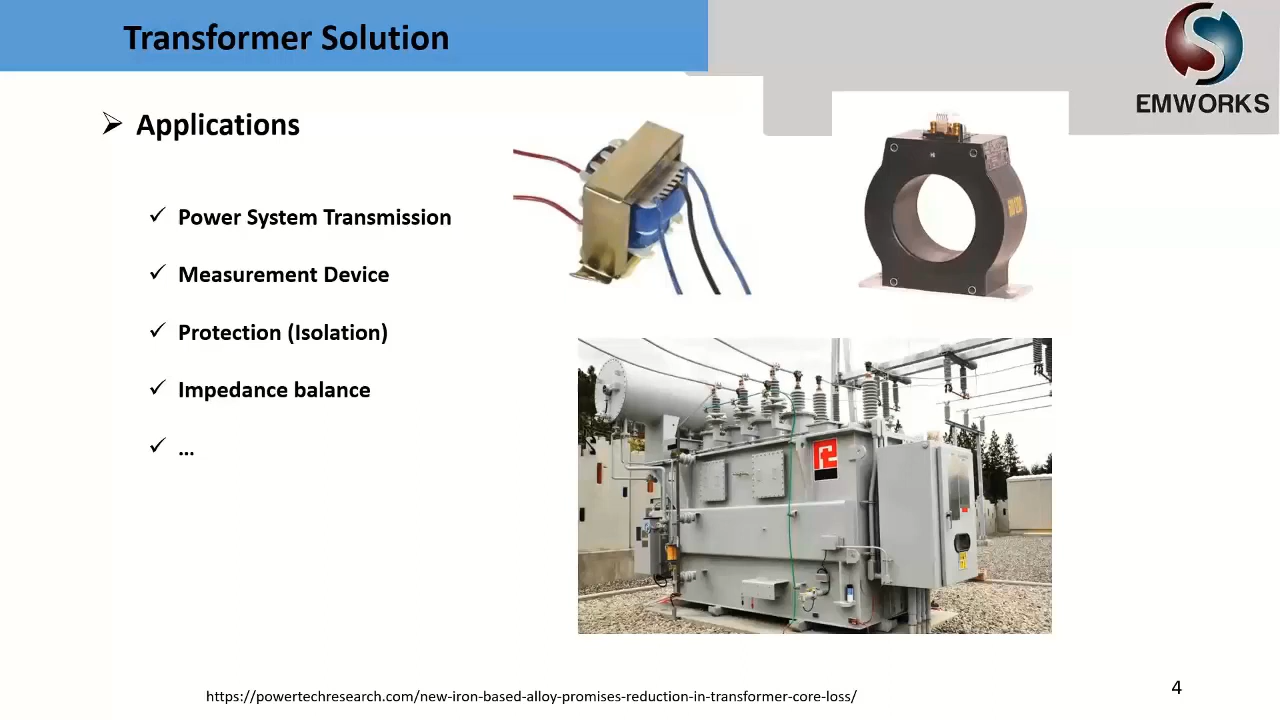 Transformer Solution
EMWORKS
Applications
Power System Transmission
Measurement Device
Protection (Isolation)
Impedance balance
...
https://powertechresearch.com/new-iron-based-alloy-promises-reduction-in-transformer-core-loss/
4